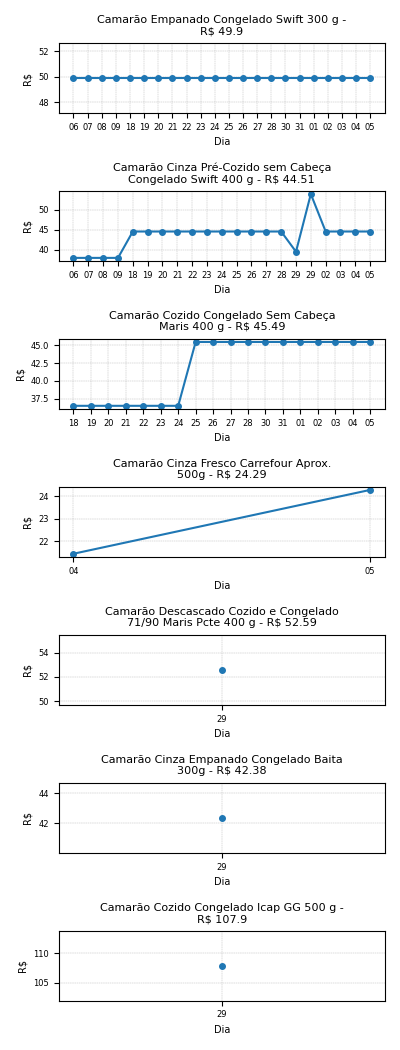 Camarão Empanado Congelado Swift 300 g -
R$ 49.9
52
50
48
R$
06 07 08 09 18 19 20 21 22 23 24 25 26 27 28 30 31 01 02 03 04 05
Dia
Camarão Cinza Pré-Cozido sem Cabeça
Congelado Swift 400 g - R$ 44.51
50
45
40
R$
06 07 08 09 18 19 20 21 22 23 24 25 26 27 28 29 29 02 03 04 05
Dia
Camarão Cozido Congelado Sem Cabeça
Maris 400 g - R$ 45.49
45.0
42.5
40.0
37.5
R$
18 19 20 21 22 23 24 25 26 27 28 30 31 01 02 03 04 05
Dia
Camarão Cinza Fresco Carrefour Aprox.
500g - R$ 24.29
24
23
22
R$
04 05
Dia
Camarão Descascado Cozido e Congelado
71/90 Maris Pcte 400 g - R$ 52.59
54
52
50
R$
29
Dia
Camarão Cinza Empanado Congelado Baita
300g - R$ 42.38
44
42
R$
29
Dia
Camarão Cozido Congelado Icap GG 500 g -
R$ 107.9
110
105
R$
29
Dia